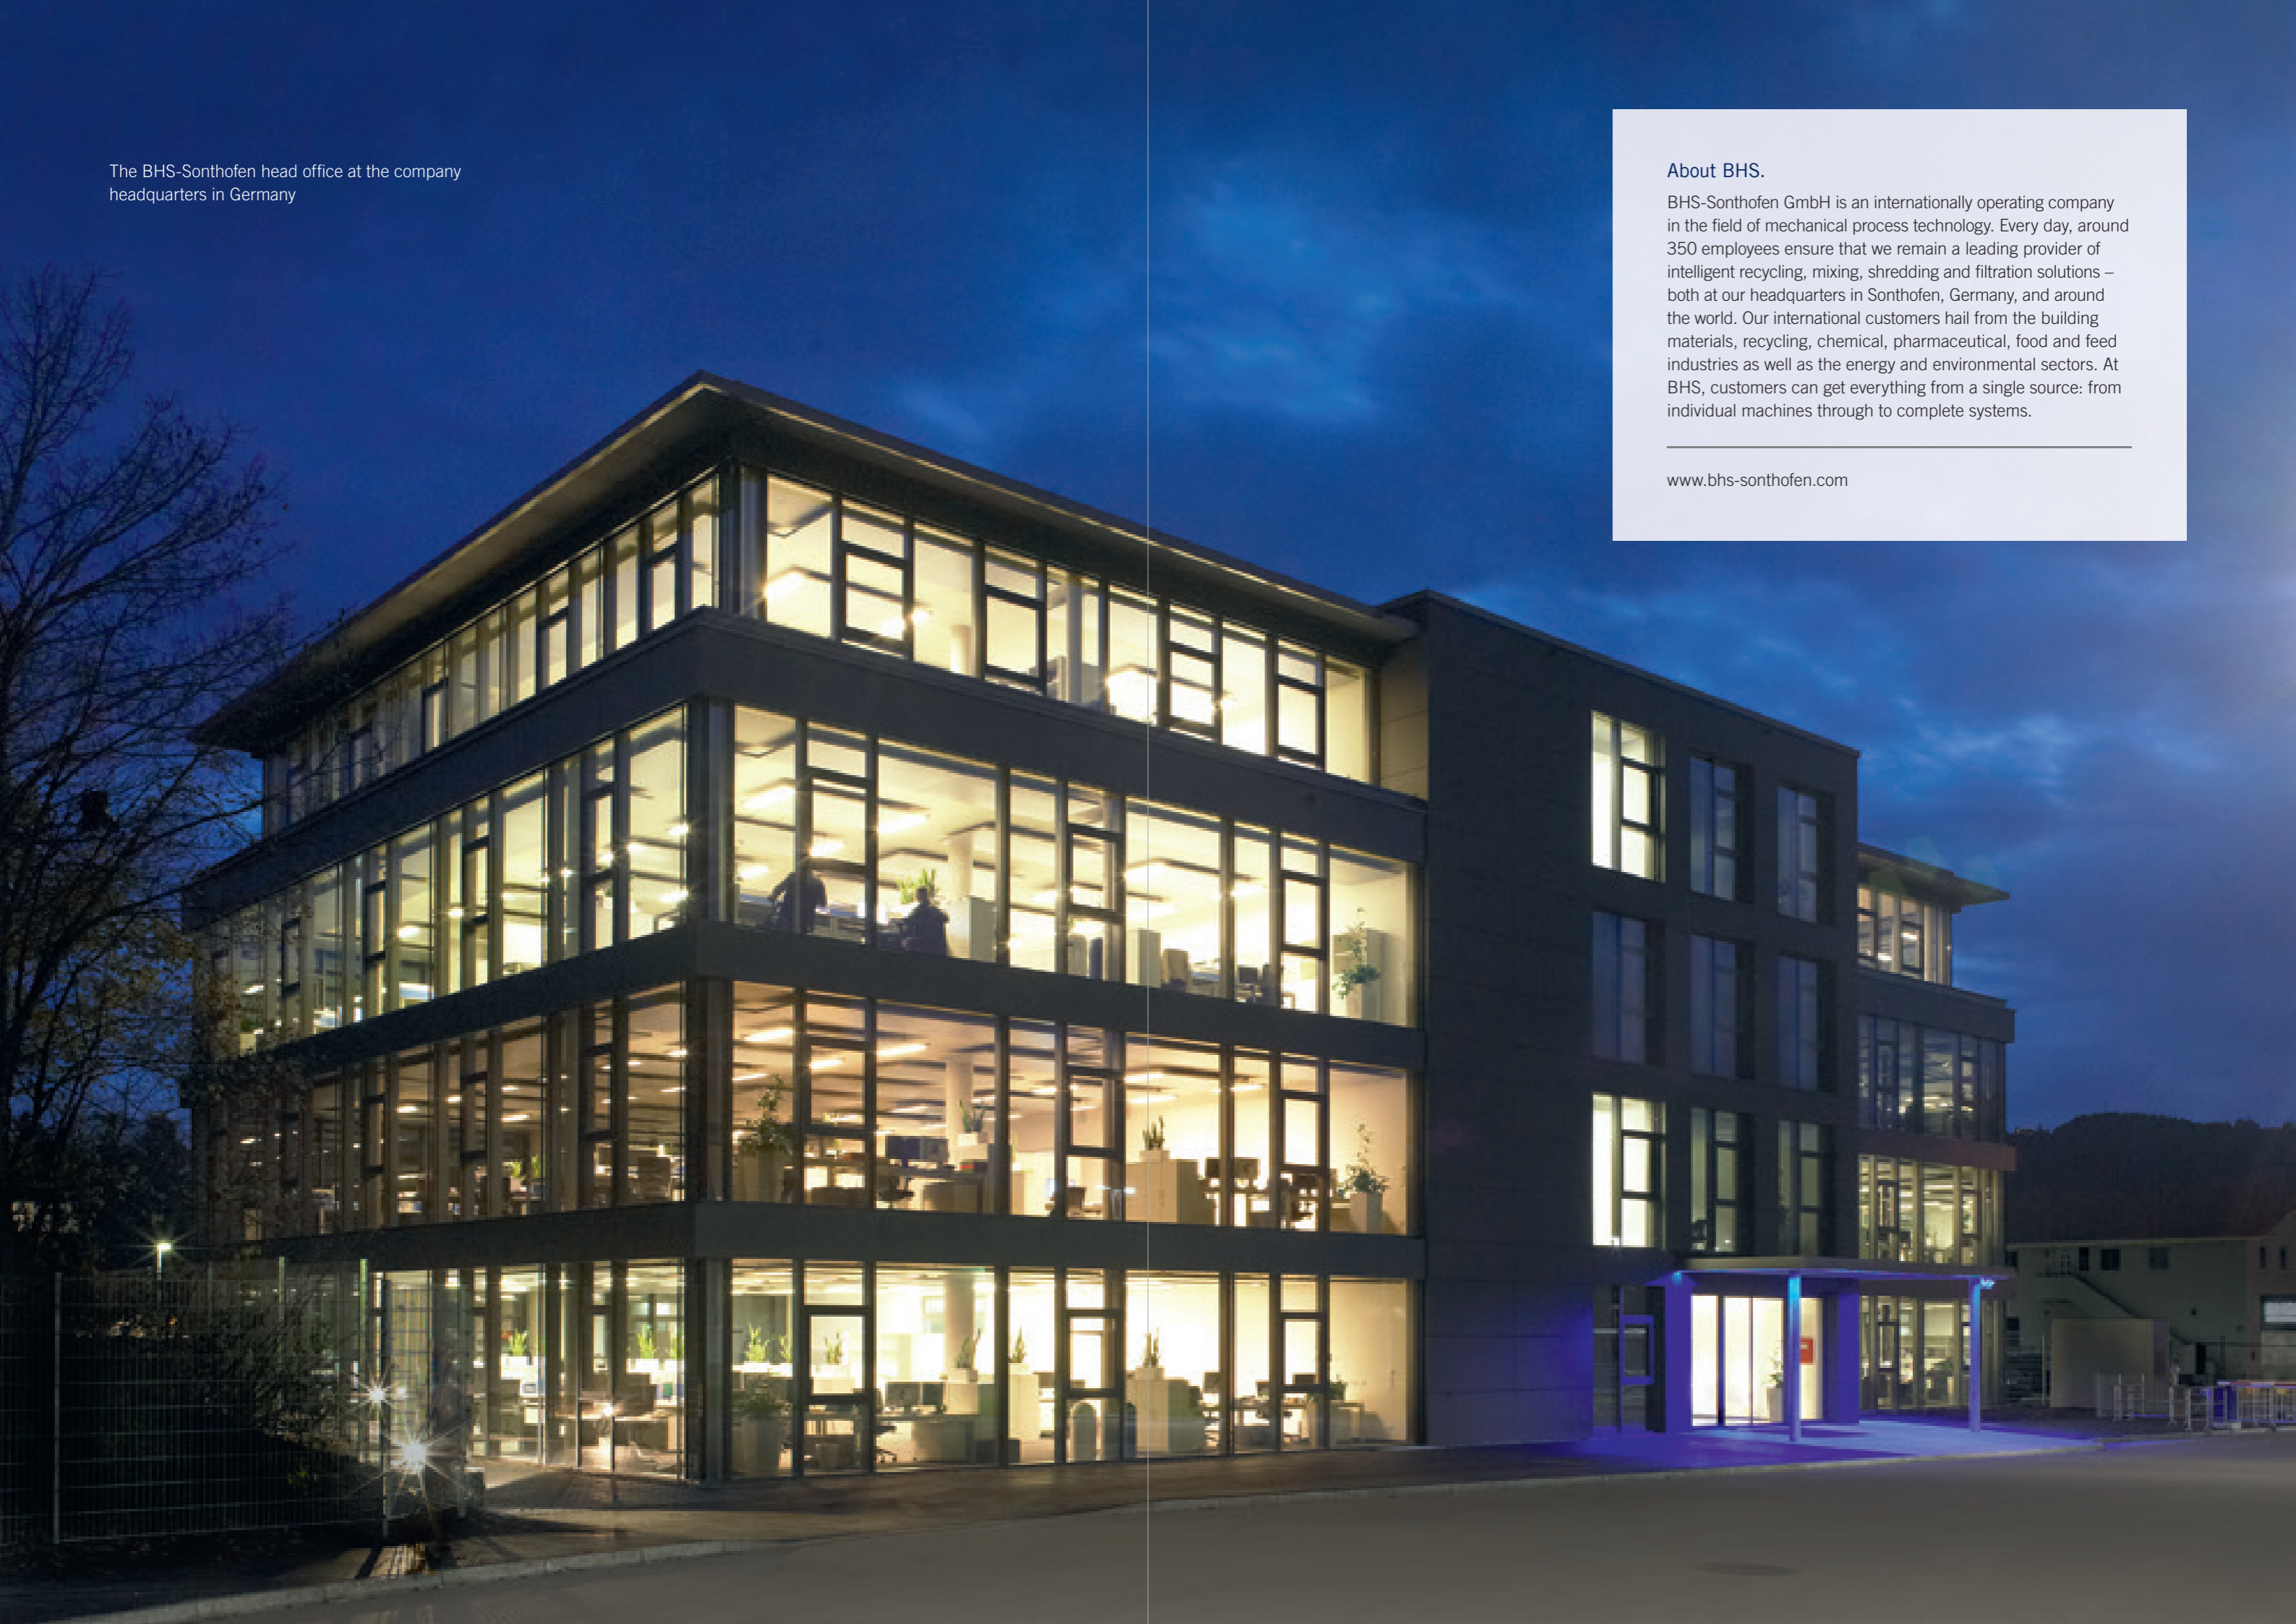 The BHS-Sonthofen head office at the company
headquarters in Germany
About BHS.
BHS-Sonthofen GmbH is an internationally operating company
in the field of mechanical process technology. Every day, around
350 employees ensure that we remain a leading provider of
intelligent recycling, mixing, shredding and filtration solutions –
both at our headquarters in Sonthofen, Germany, and around
the world. Our international customers hail from the building
materials, recycling, chemical, pharmaceutical, food and feed
industries as well as the energy and environmental sectors. At
BHS, customers can get everything from a single source: from
individual machines through to complete systems.
www.bhs-sonthofen.com